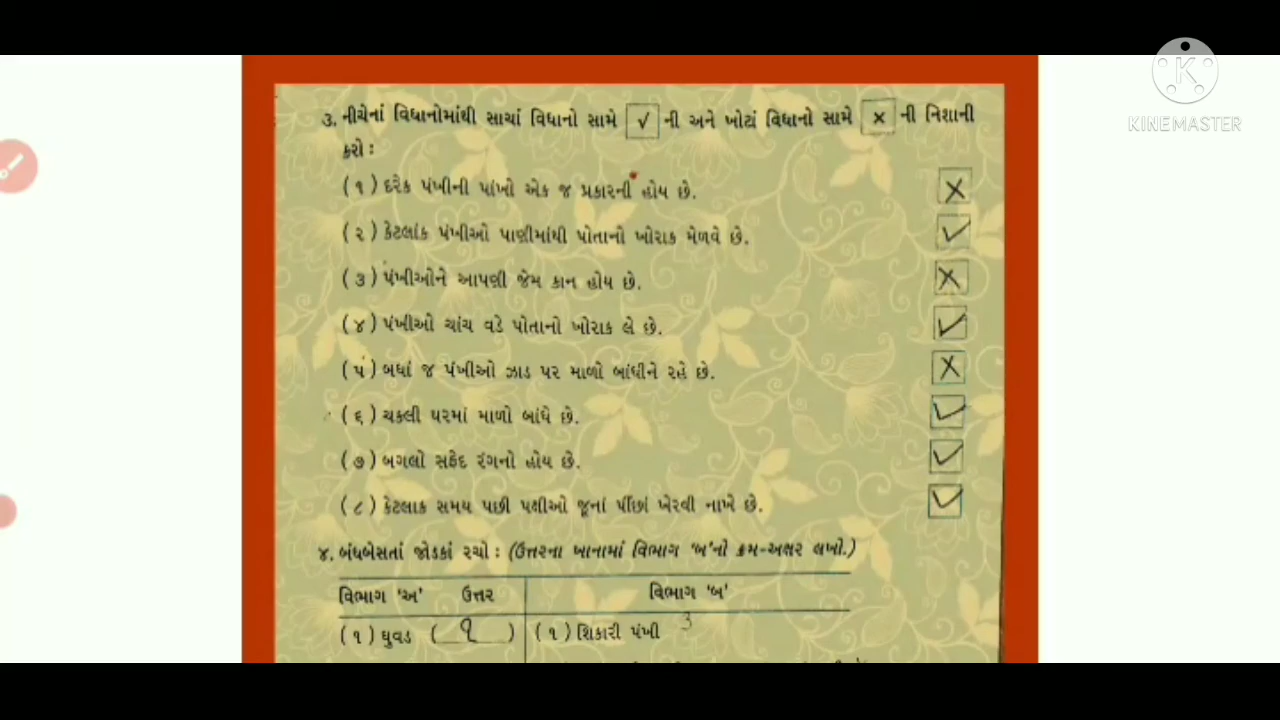 KINEMASTER
૩. નીચેનાં વિધાનોમાંથી સાચાં વિધાનો સામે √ ની અને ખોટાં વિધાનો સામે × ની નિશાની
કરો :
(૧) દરેક પંખીની પાંખો એક જ પ્રકારની હોય છે. ×
(૨) કેટલાંક પંખીઓ પાણીમાંથી પોતાનો ખોરાક મેળવે છે. ✓
(૩) પંખીઓને આપણી જેમ કાન હોય છે. ×
(૪) પંખીઓ ચાંચ વડે પોતાનો ખોરાક લે છે. ✓
(૫) બધાં જ પંખીઓ ઝાડ પર માળો બાંધીને રહે છે. ×
(૬) ચકલી ઘરમાં માળો બાંધે છે. ✓
(૭) બગલો સફેદ રંગનો હોય છે. ✓
(૮) કેટલાક સમય પછી પક્ષીઓ જૂનાં પીંછાં ખેરવી નાખે છે. ✓
૪. બંધબેસતાં જોડકાં રચો : (ઉત્તરના ખાનામાં વિભાગ ‘બ’નો ક્રમ-અક્ષર લખો.)
વિભાગ ‘અ’ ઉત્તર વિભાગ ‘બ’
(૧) ઘુવડ ( ૧ ) (૧) શિકારી પંખી ૩